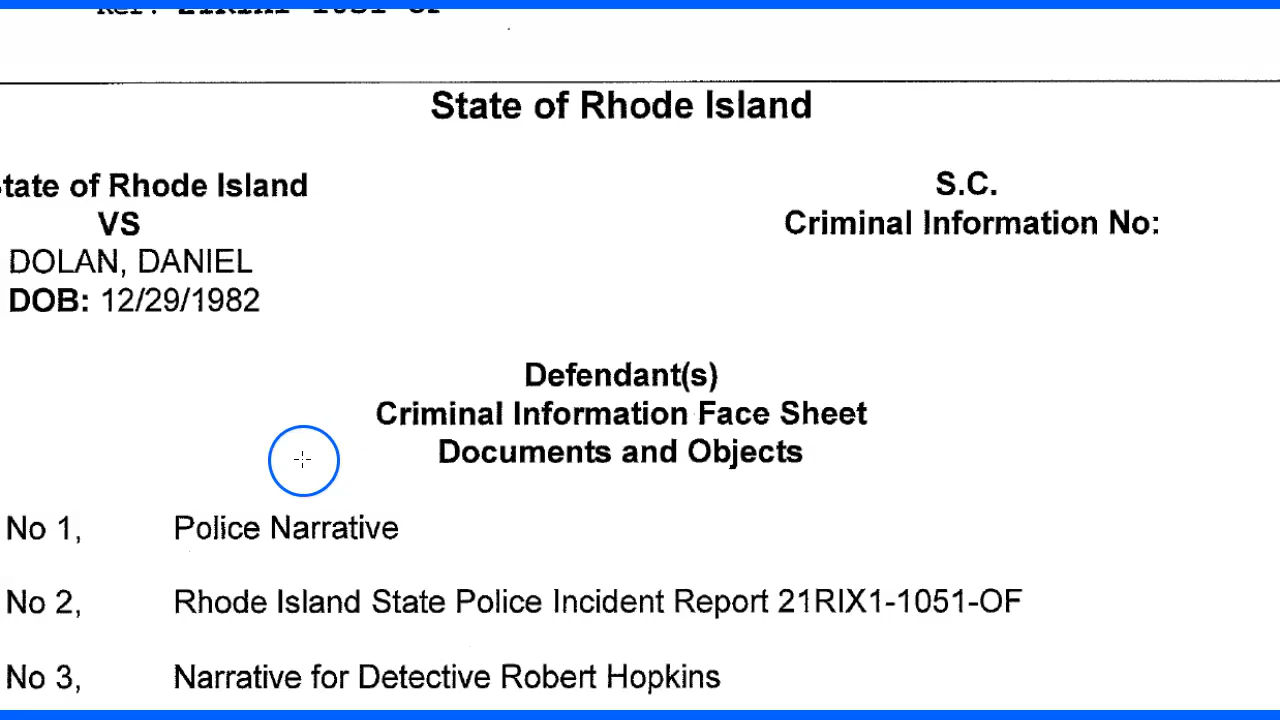 State of Rhode Island
State of Rhode Island
VS
DOLAN, DANIEL
DOB: 12/29/1982
S.C.
Criminal Information No:
Defendant(s)
Criminal Information Face Sheet
Documents and Objects
No 1, Police Narrative
No 2, Rhode Island State Police Incident Report 21RIX1-1051-OF
No 3, Narrative for Detective Robert Hopkins